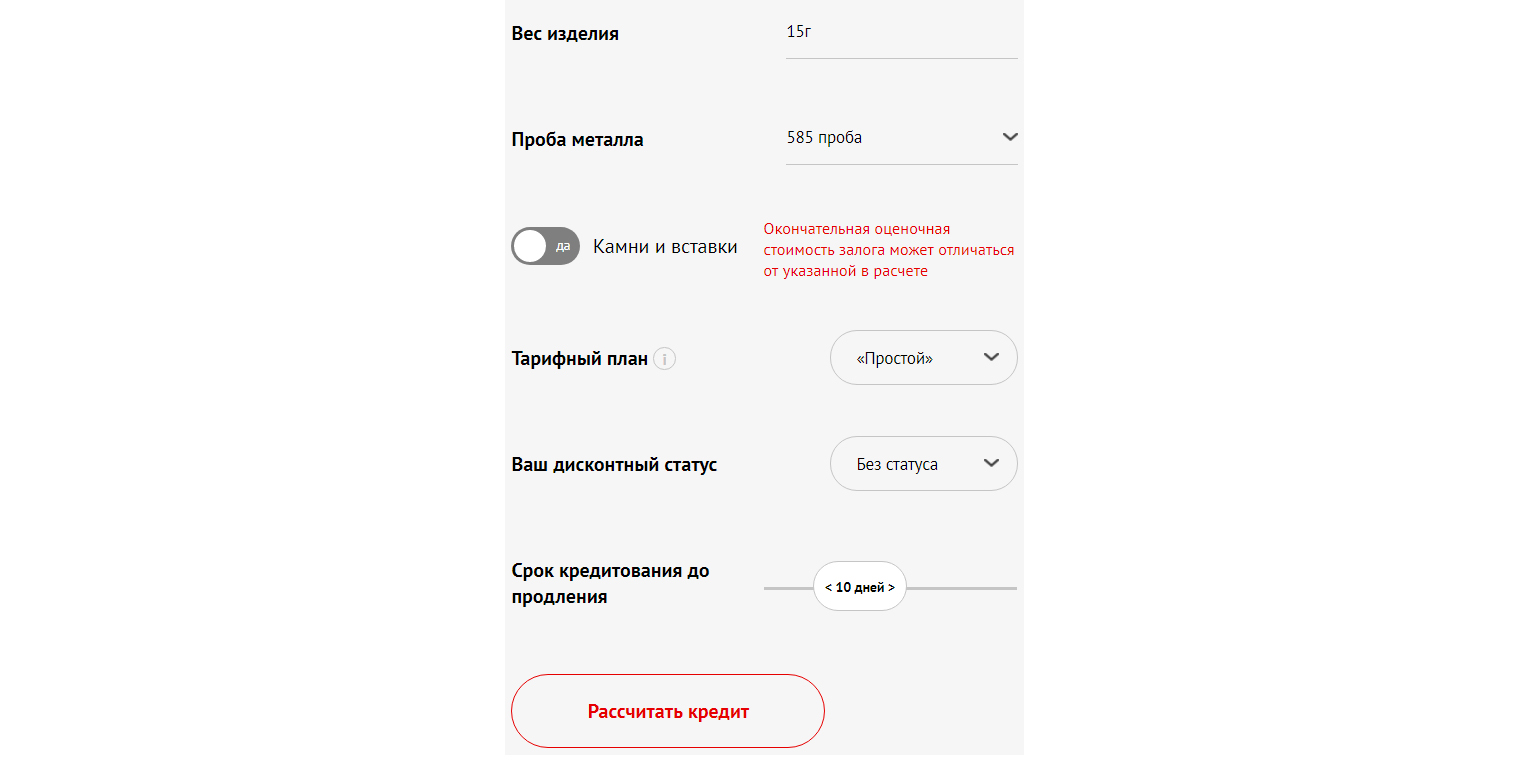 Вес изделия
15г
Проба металла
585 проба
да
Камни и вставки
Окончательная оценочная
стоимость залога может отличаться
от указанной в расчете
Тарифный план i
«Простой»
Ваш дисконтный статус
Без статуса
Срок кредитования до
продления
< 10 дней >
Рассчитать кредит